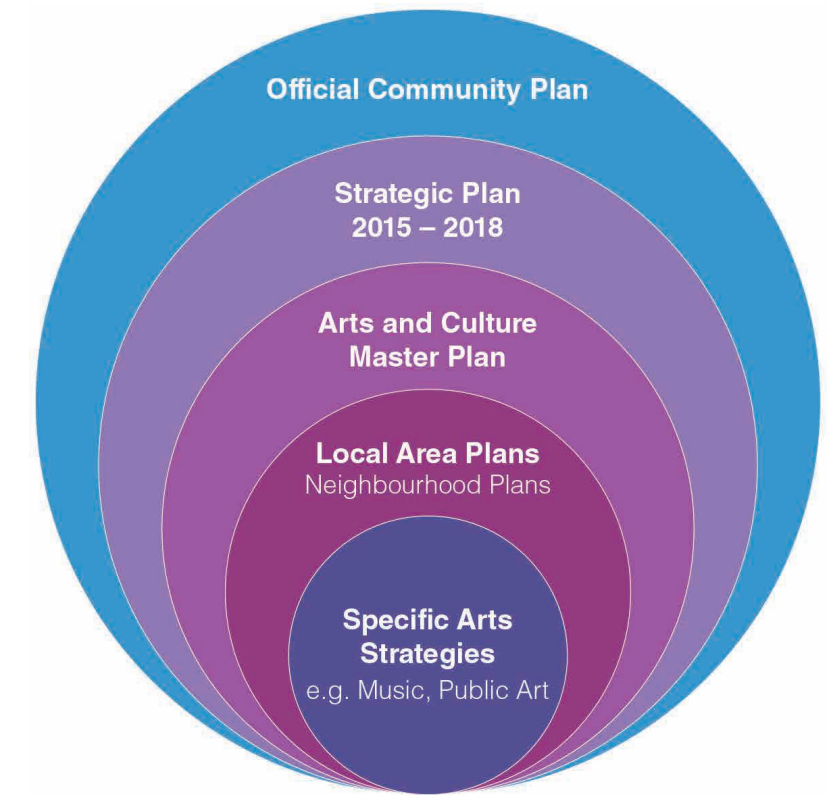 Official Community Plan
Strategic Plan
2015 – 2018
Arts and Culture
Master Plan
Local Area Plans
Neighbourhood Plans
Specific Arts
Strategies
e.g. Music, Public Art